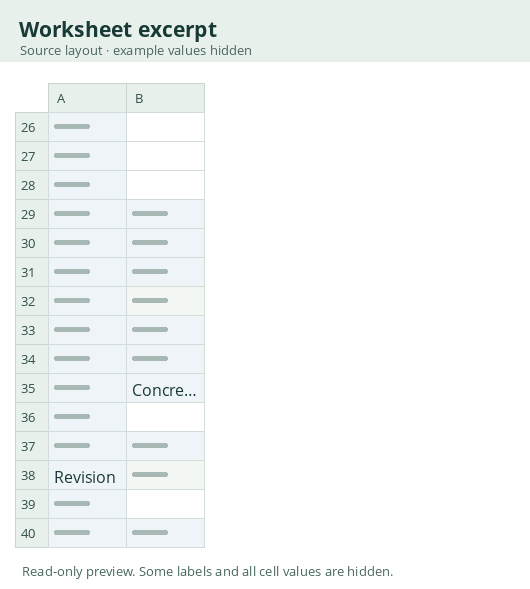 Worksheet excerpt
Source layout · example values hidden
A B
26
27
28
29
30
31
32
33
34
35 Concre...
36
37
38 Revision
39
40
Read-only preview. Some labels and all cell values are hidden.